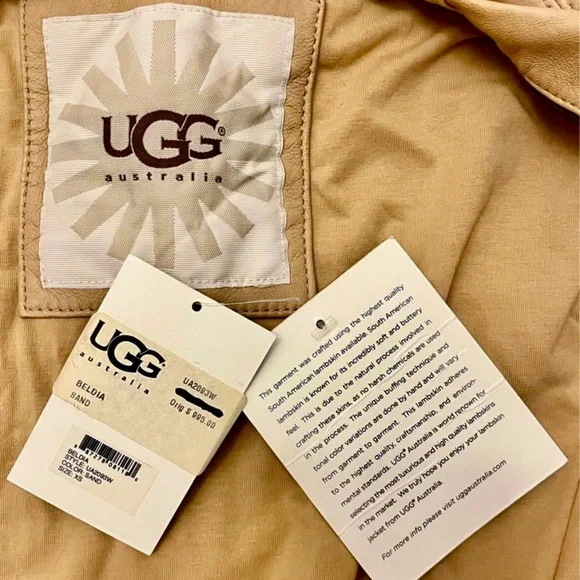 UGG®
australia
UGG
australia
UA2093W
BELDIA
SAND
Orig $ 995.00
BELDIA
STYLE: UA2093W
COLOR: SAND
SIZE: XS
This garment was crafted using the highest quality
South American lambskin available. South American
lambskin is known for its incredibly soft and buttery
feel. This is due to the natural process involved in
crafting these skins, as no harsh chemicals are used
in the process. The unique buffing technique and
tonal color variations are done by hand and will vary
from garment to garment. This lambskin adheres
to the highest quality, craftsmanship, and environ-
mental standards. UGG® Australia is world renown for
selecting the most luxurious and high quality lambskins
in the market. We truly hope you enjoy your lambskin
jacket from UGG® Australia.
For more info please visit uggaustralia.com